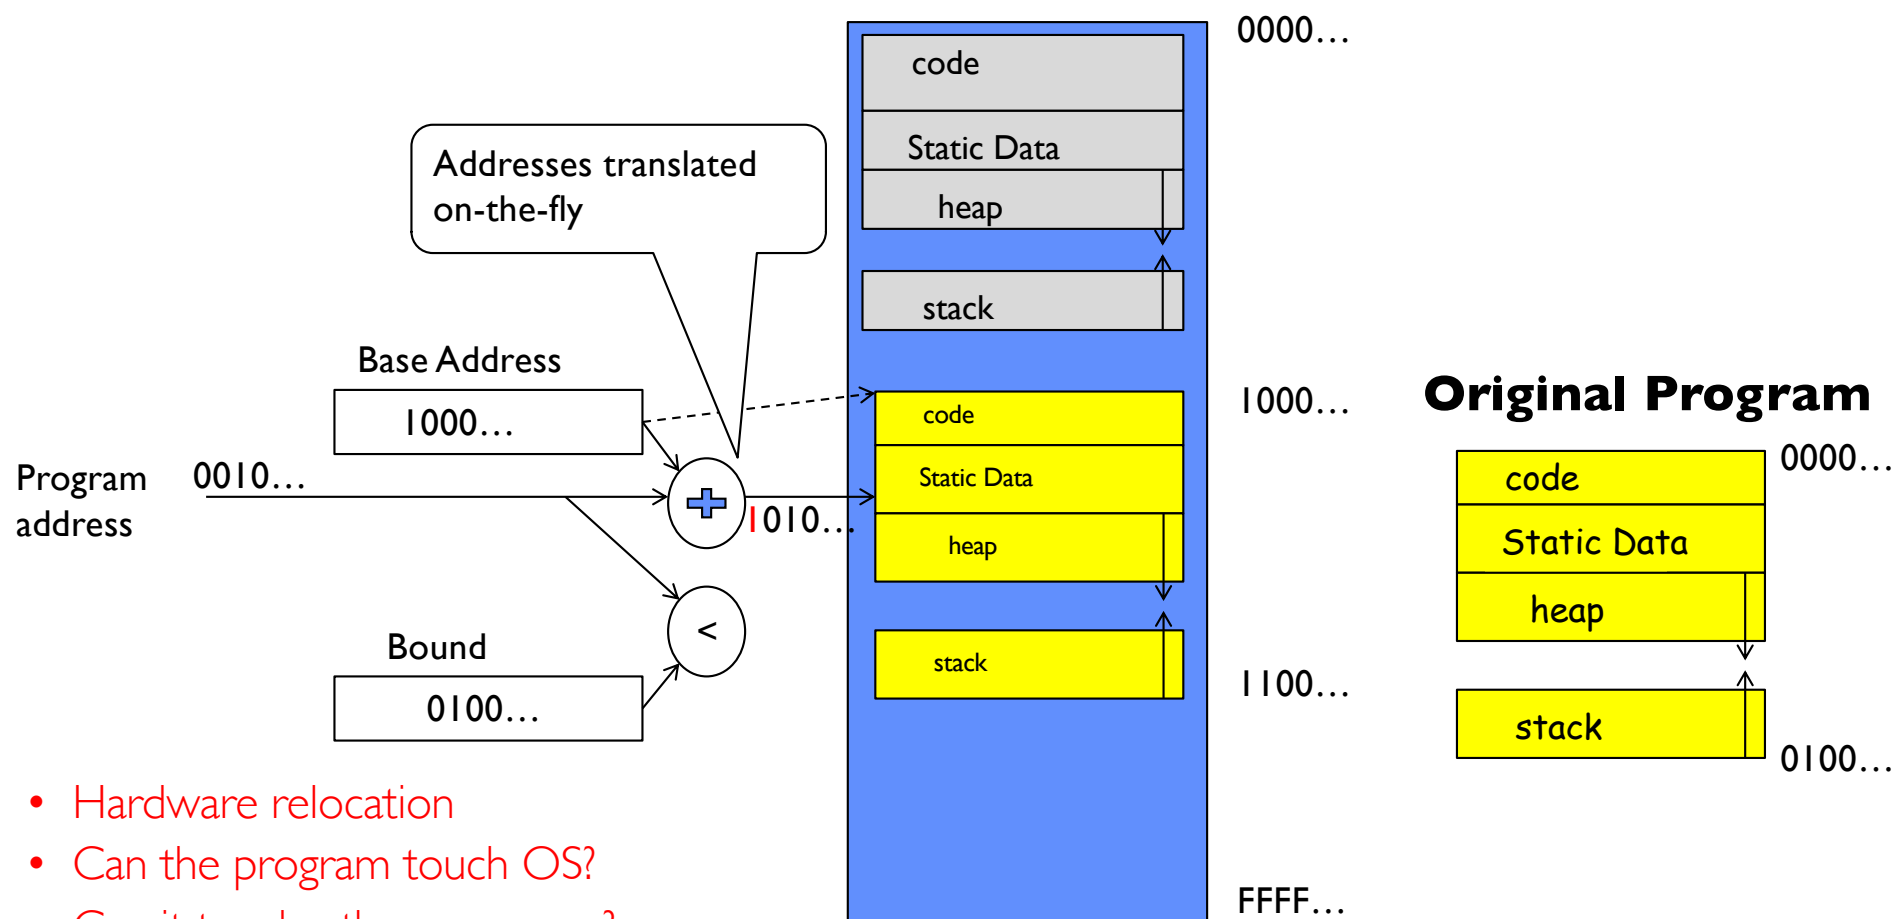 0000…
code
Static Data
heap
stack
Addresses translated
on-the-fly
Base Address
1000…
Program
address
0010…
1010…
<
Bound
0100…
code
Static Data
heap
stack
1000…
1100…
FFFF…
Original Program
0000…
code
Static Data
heap
stack
0100…
• Hardware relocation
• Can the program touch OS?